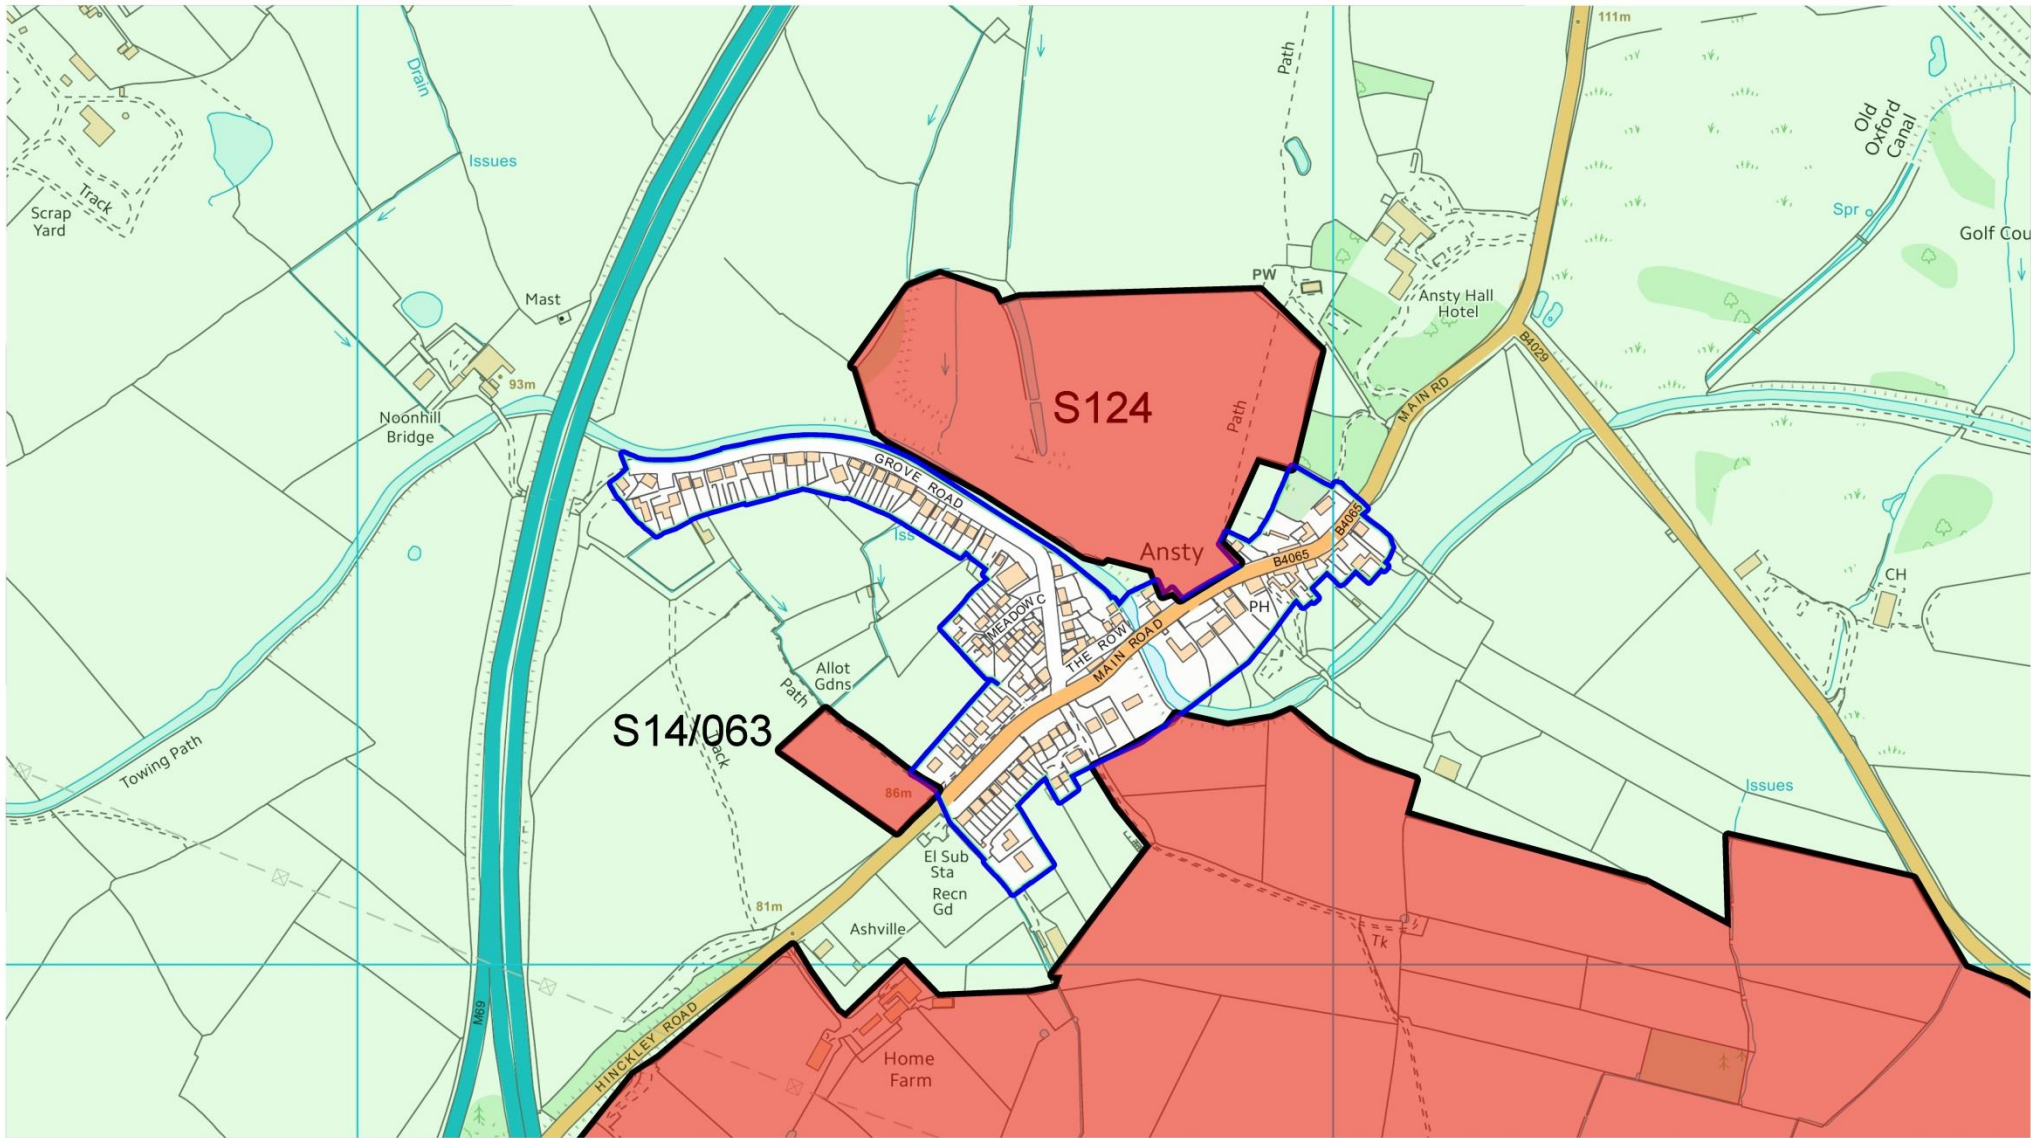 111m
Path
Drain
Old
Oxford
Canal
Issues
Track
Scrap
Yard
Spr
Golf Cou
PW
Mast
Ansty Hall
Hotel
B4029
93m
MAIN RD
S124
Path
Noonhill
Bridge
GROVE ROAD
B4065
Iss
Ansty
B4065
CH
MEADOW C
PH
THE ROW
MAIN ROAD
Allot
Gdns
Path
S14/063
Track
Towing Path
86m
Issues
El Sub
Sta
Recn
Gd
81m
Ashville
Tk
M69
HINCKLEY ROAD
Home
Farm